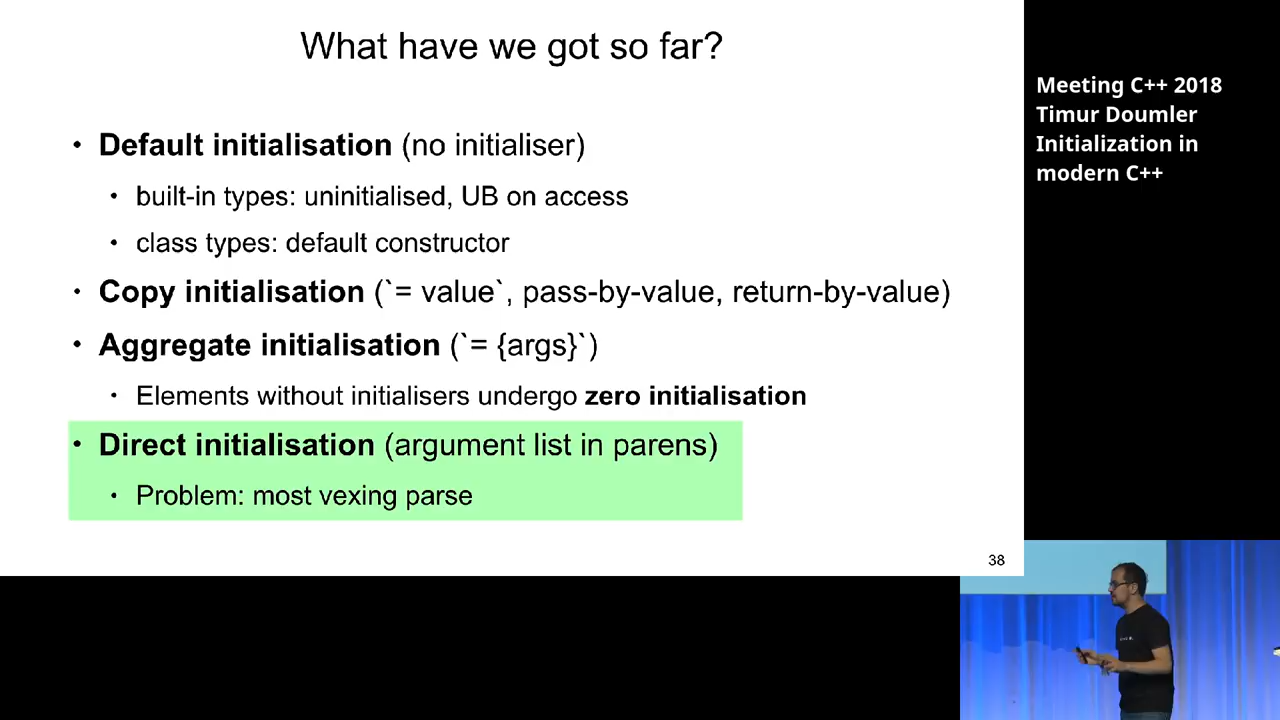 What have we got so far?
• Default initialisation (no initialiser)
• built-in types: uninitialised, UB on access
• class types: default constructor
• Copy initialisation (`= value`, pass-by-value, return-by-value)
• Aggregate initialisation (`= {args}`)
• Elements without initialisers undergo zero initialisation
• Direct initialisation (argument list in parens)
• Problem: most vexing parse
38
Meeting C++ 2018
Timur Doumler
Initialization in
modern C++